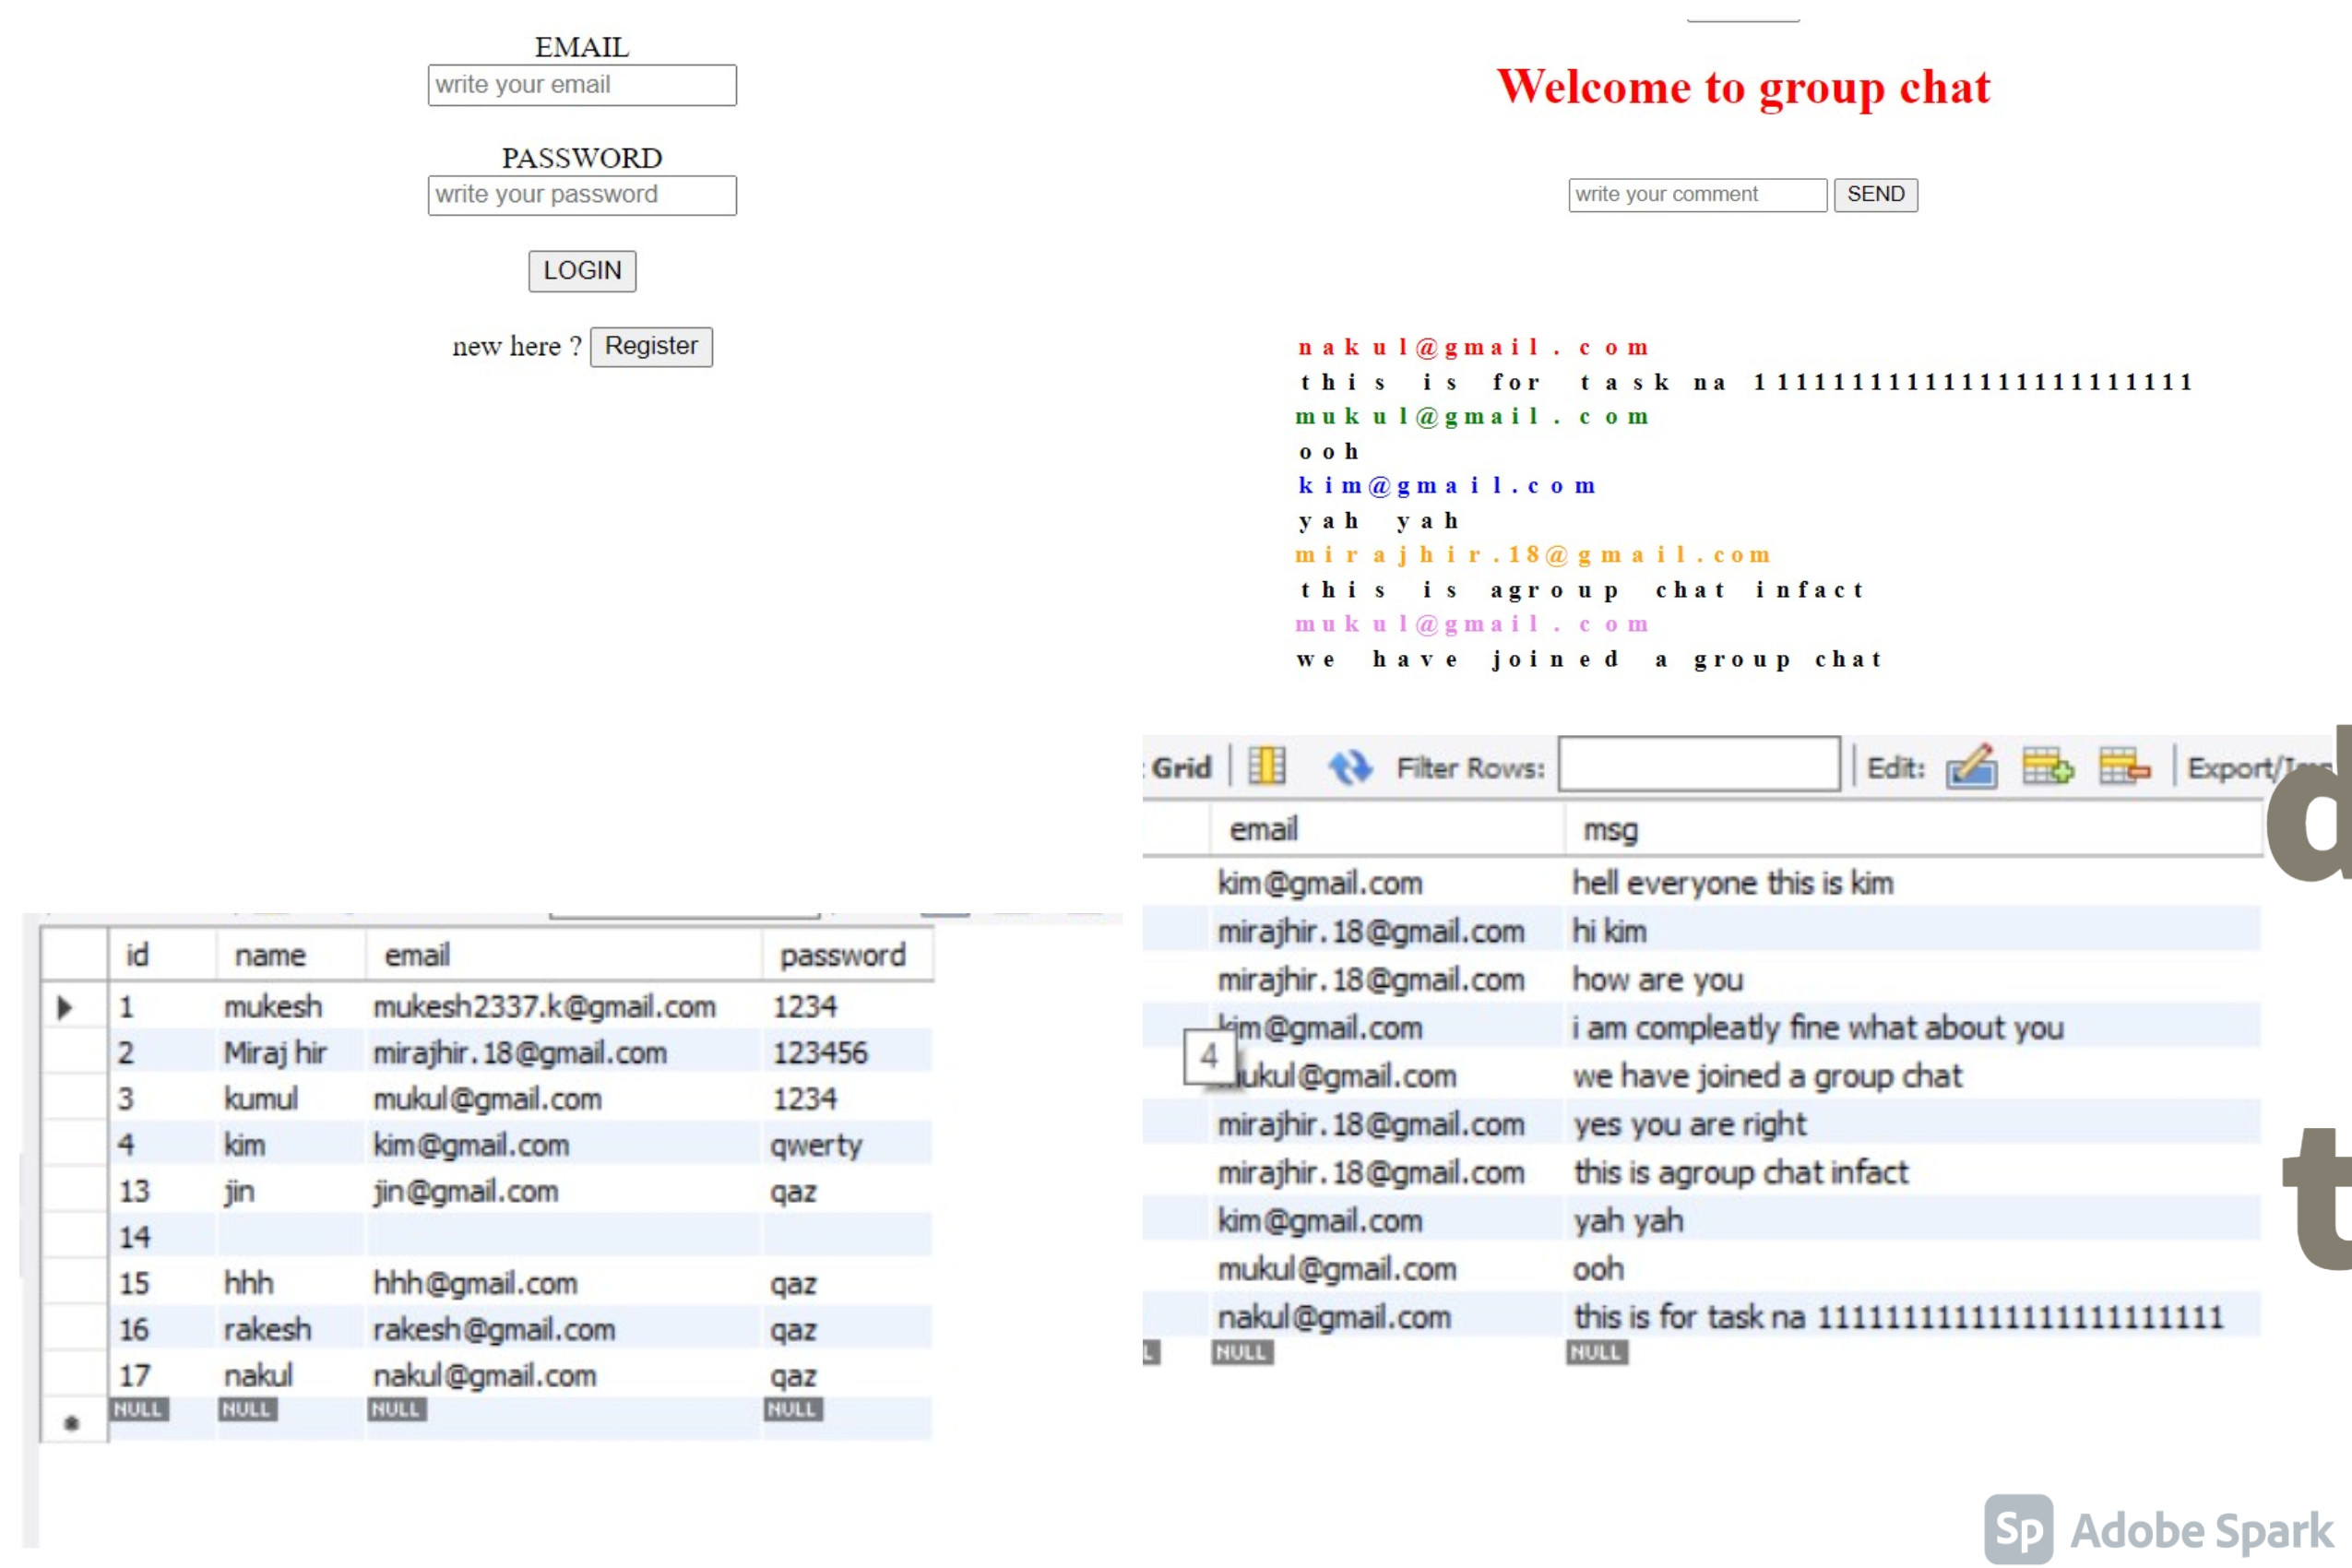 EMAIL
write your email
PASSWORD
write your password
LOGIN
new here ? Register
Welcome to group chat
write your comment SEND
nakul@gmail.com
this is for task na 111111111111111111111111
mukul@gmail.com
ooh
kim@gmail.com
yah yah
mirajhir.18@gmail.com
this is agroup chat infact
mukul@gmail.com
we have joined a group chat
id name email password
1 mukesh mukesh2337.k@gmail.com 1234
2 Miraj hir mirajhir.18@gmail.com 123456
3 kumul mukul@gmail.com 1234
4 kim kim@gmail.com qwerty
13 jin jin@gmail.com qaz
14
15 hhh hhh@gmail.com qaz
16 rakesh rakesh@gmail.com qaz
17 nakul nakul@gmail.com qaz
NULL NULL NULL NULL
Grid Filter Rows: Edit: Export/
email msg
kim@gmail.com hell everyone this is kim
mirajhir.18@gmail.com hi kim
mirajhir.18@gmail.com how are you
kim@gmail.com i am compleatly fine what about you
4
mukul@gmail.com we have joined a group chat
mirajhir.18@gmail.com yes you are right
mirajhir.18@gmail.com this is agroup chat infact
kim@gmail.com yah yah
mukul@gmail.com ooh
nakul@gmail.com this is for task na 111111111111111111111111
NULL NULL
d
t
Sp Adobe Spark